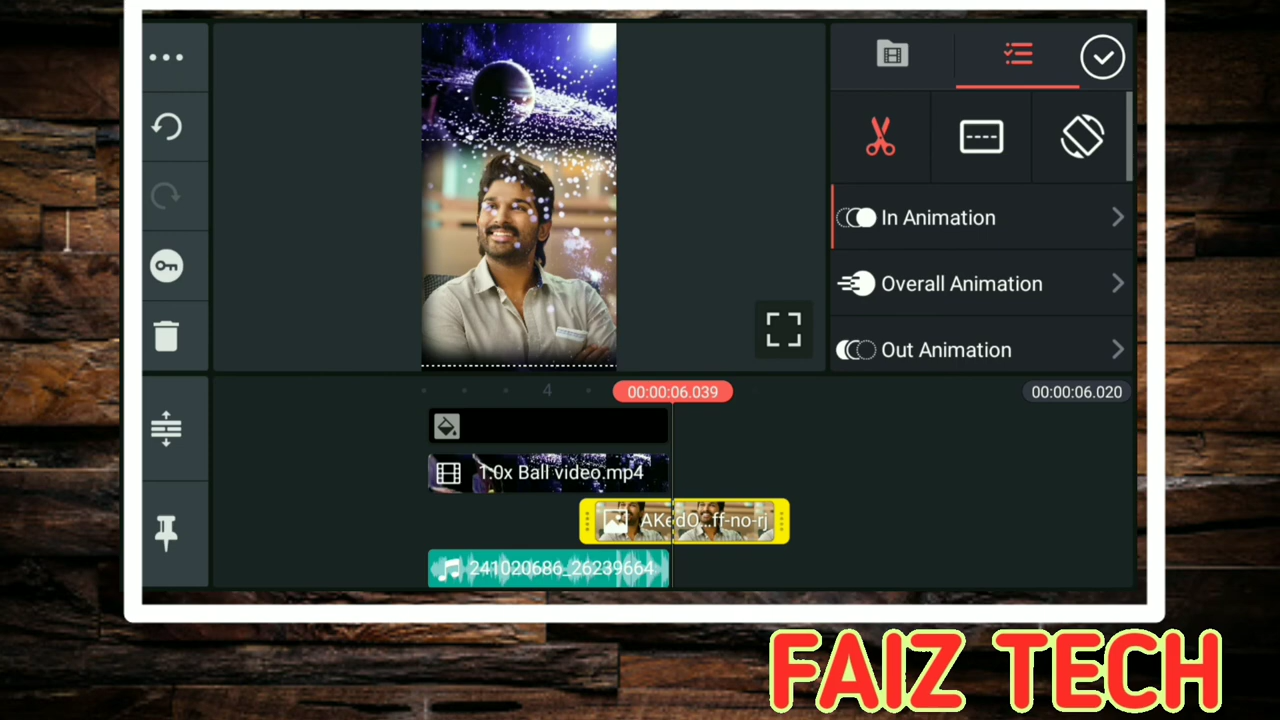 In Animation
Overall Animation
Out Animation
4
00:00:06.039
00:00:06.020
1.0x Ball video.mp4
AKedO...ff-no-rj
241020686_26239664
FAIZ TECH